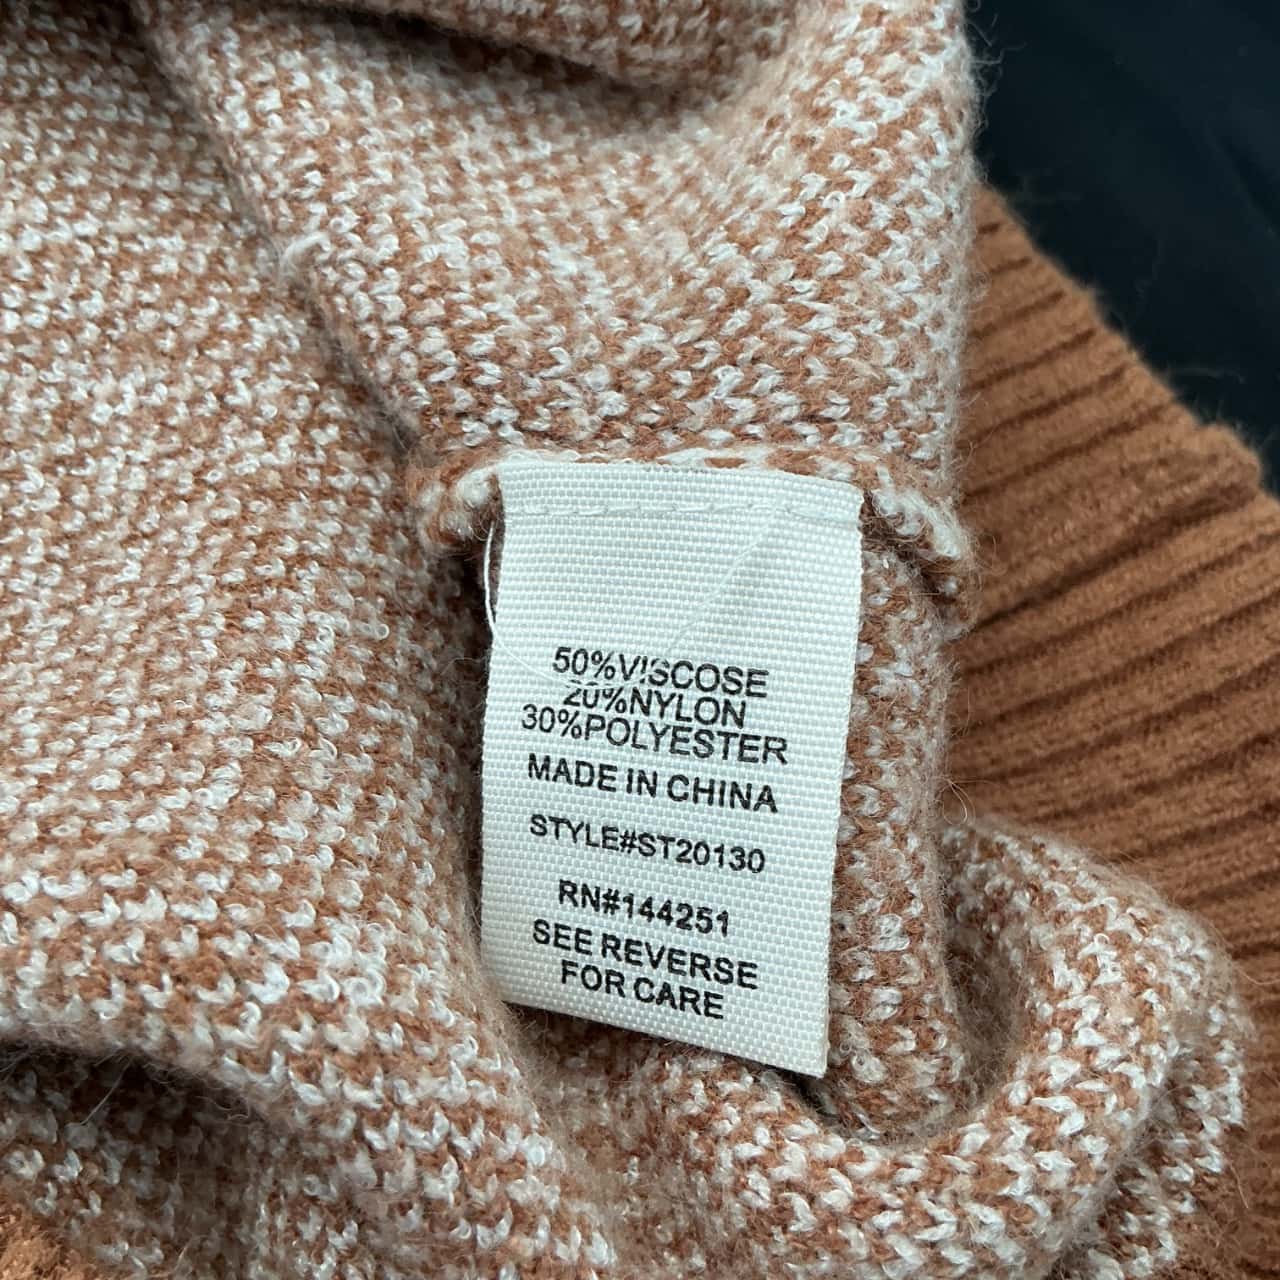 50%VISCOSE
20%NYLON
30%POLYESTER
MADE IN CHINA
STYLE#ST20130
RN#144251
SEE REVERSE
FOR CARE